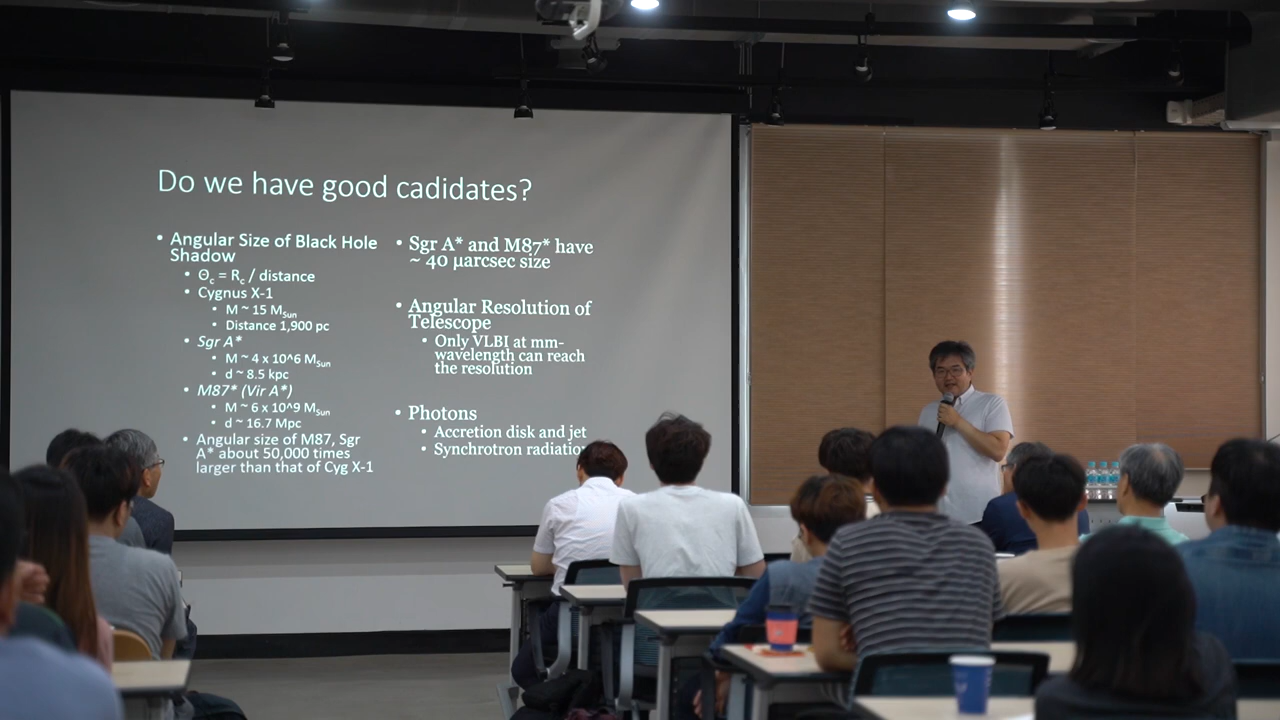 Do we have good cadidates?
• Angular Size of Black Hole
Shadow
• Θc = Rc / distance
• Cygnus X-1
• M ~ 15 MSun
• Distance 1,900 pc
• Sgr A*
• M ~ 4 x 10^6 MSun
• d ~ 8.5 kpc
• M87* (Vir A*)
• M ~ 6 x 10^9 MSun
• d ~ 16.7 Mpc
• Angular size of M87, Sgr
A* about 50,000 times
larger than that of Cyg X-1
• Sgr A* and M87* have
~ 40 μarcsec size
• Angular Resolution of
Telescope
• Only VLBI at mm-
wavelength can reach
the resolution
• Photons
• Accretion disk and jet
• Synchrotron radiation